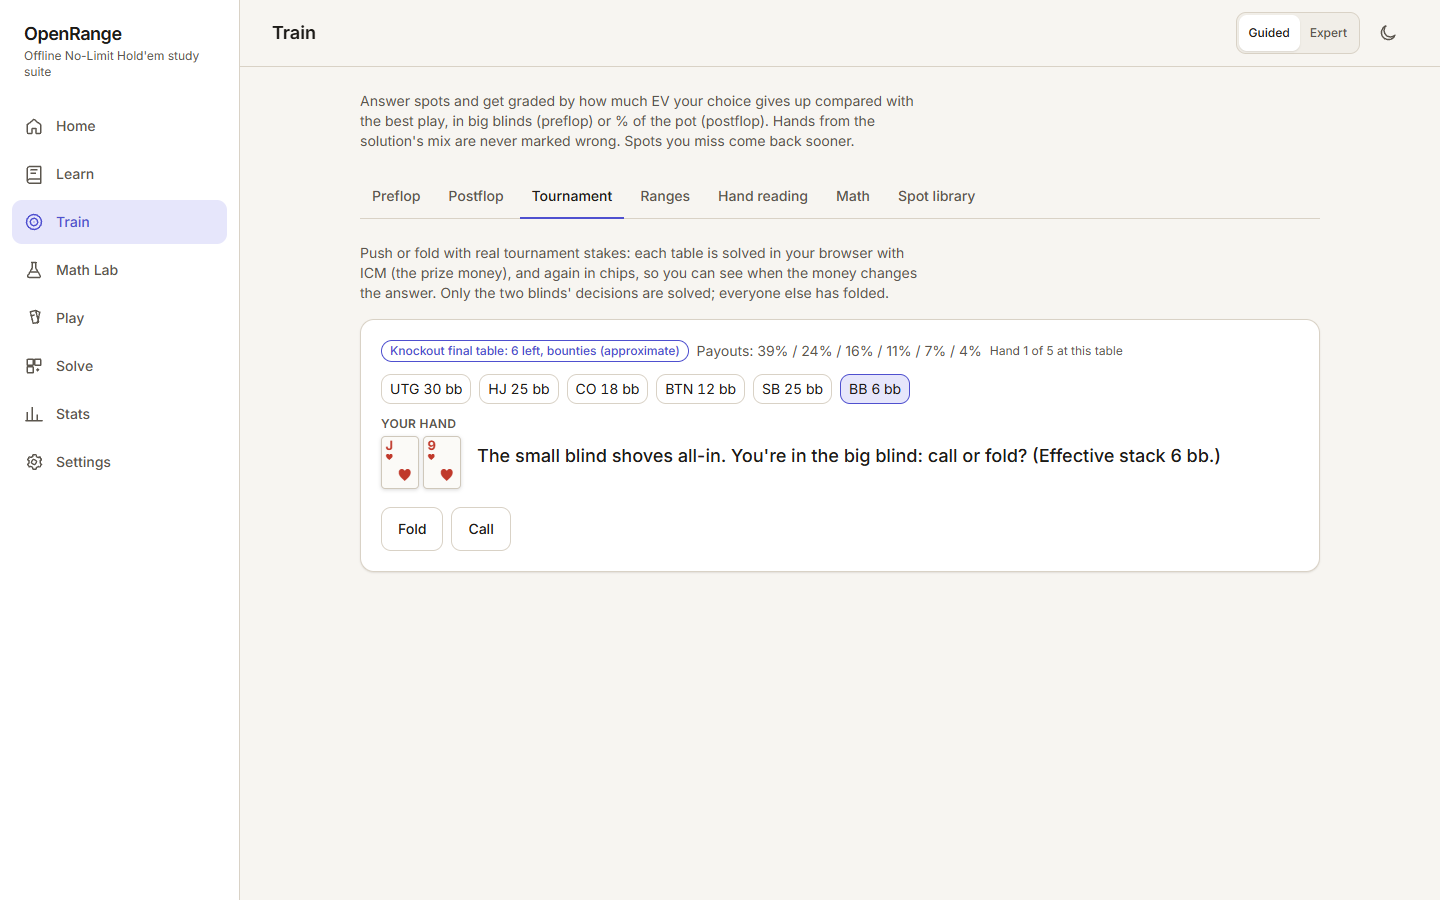 OpenRange
Offline No-Limit Hold'em study
suite
Home
Learn
Train
Math Lab
Play
Solve
Stats
Settings
Train
Guided
Expert
Answer spots and get graded by how much EV your choice gives up compared with
the best play, in big blinds (preflop) or % of the pot (postflop). Hands from the
solution's mix are never marked wrong. Spots you miss come back sooner.
Preflop
Postflop
Tournament
Ranges
Hand reading
Math
Spot library
Push or fold with real tournament stakes: each table is solved in your browser with
ICM (the prize money), and again in chips, so you can see when the money changes
the answer. Only the two blinds' decisions are solved; everyone else has folded.
Knockout final table: 6 left, bounties (approximate) Payouts: 39% / 24% / 16% / 11% / 7% / 4% Hand 1 of 5 at this table
UTG 30 bb
HJ 25 bb
CO 18 bb
BTN 12 bb
SB 25 bb
BB 6 bb
YOUR HAND
J
9
The small blind shoves all-in. You're in the big blind: call or fold? (Effective stack 6 bb.)
Fold
Call